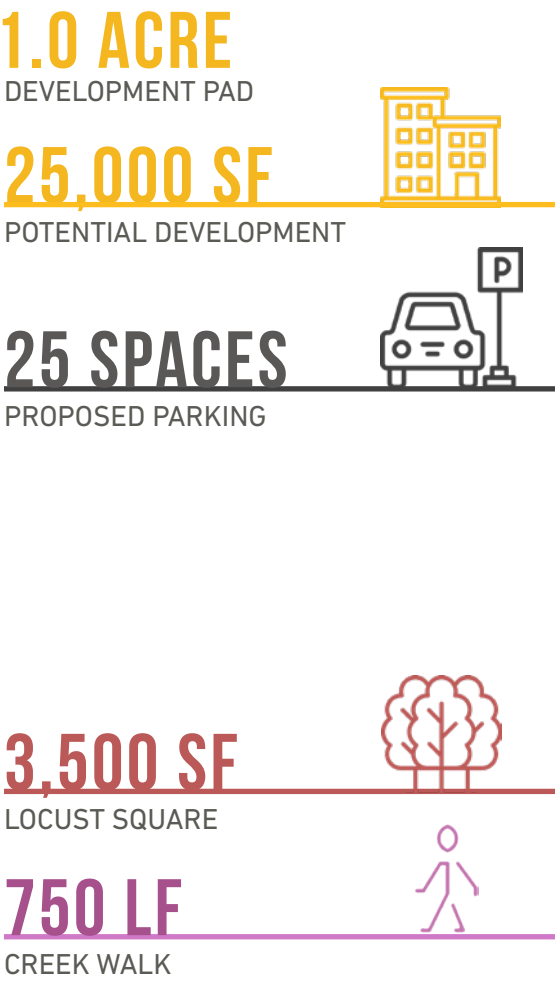 1.0 ACRE
DEVELOPMENT PAD
25,000 SF
POTENTIAL DEVELOPMENT
P
25 SPACES
PROPOSED PARKING
3,500 SF
LOCUST SQUARE
750 LF
CREEK WALK